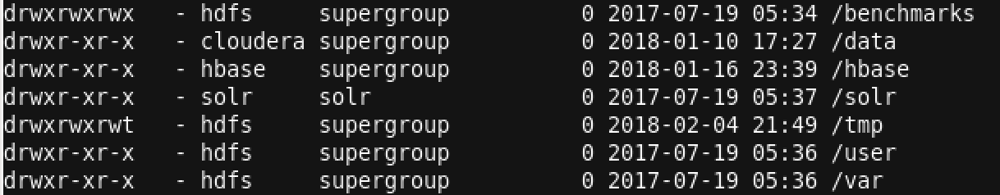 drwxrwxrwx   - hdfs     supergroup          0 2017-07-19 05:34 /benchmarks
drwxr-xr-x   - cloudera supergroup          0 2018-01-10 17:27 /data
drwxr-xr-x   - hbase    supergroup          0 2018-01-16 23:39 /hbase
drwxr-xr-x   - solr     solr                0 2017-07-19 05:37 /solr
drwxrwxrwt   - hdfs     supergroup          0 2018-02-04 21:49 /tmp
drwxr-xr-x   - hdfs     supergroup          0 2017-07-19 05:36 /user
drwxr-xr-x   - hdfs     supergroup          0 2017-07-19 05:36 /var